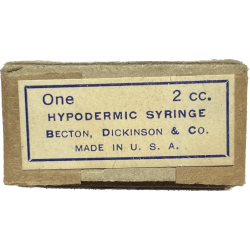 One 2 cc.
HYPODERMIC SYRINGE
BECTON, DICKINSON & CO.
MADE IN U. S. A.